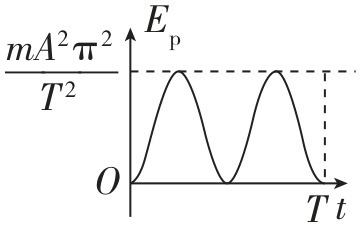 E_p
mA²π²
T²
O
T t